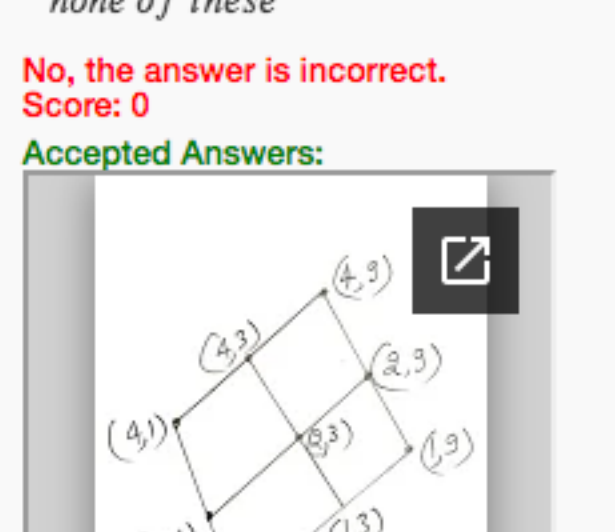 none of these
No, the answer is incorrect.
Score: 0
Accepted Answers:
(4,9)
(4,3)
(2,9)
(4,1)
(2,3)
(1,9)
(1,3)